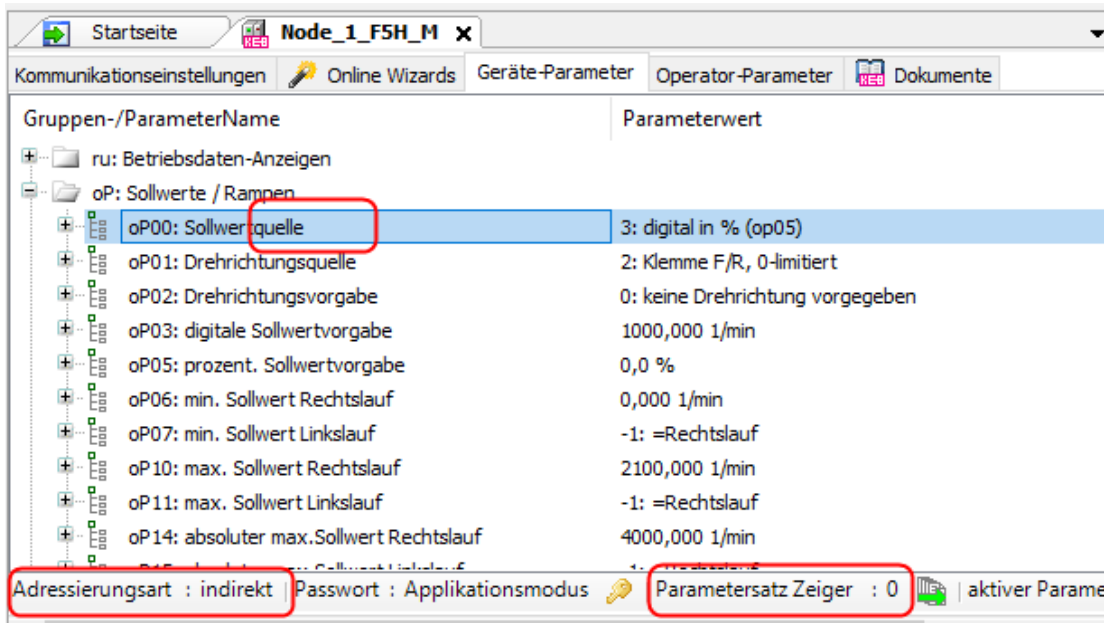 Startseite Node_1_F5H_M X
Kommunikationseinstellungen Online Wizards Geräte-Parameter Operator-Parameter KEB Dokumente
Gruppen-/ParameterName Parameterwert
ru: Betriebsdaten-Anzeigen
oP: Sollwerte / Rampen
oP00: Sollwertquelle 3: digital in % (op05)
oP01: Drehrichtungsquelle 2: Klemme F/R, 0-limitiert
oP02: Drehrichtungsvorgabe 0: keine Drehrichtung vorgegeben
oP03: digitale Sollwertvorgabe 1000,000 1/min
oP05: prozent. Sollwertvorgabe 0,0 %
oP06: min. Sollwert Rechtslauf 0,000 1/min
oP07: min. Sollwert Linkslauf -1: =Rechtslauf
oP10: max. Sollwert Rechtslauf 2100,000 1/min
oP11: max. Sollwert Linkslauf -1: =Rechtslauf
oP14: absoluter max.Sollwert Rechtslauf 4000,000 1/min
Adressierungsart : indirekt Passwort : Applikationsmodus Parametersatz Zeiger : 0 aktiver Parame